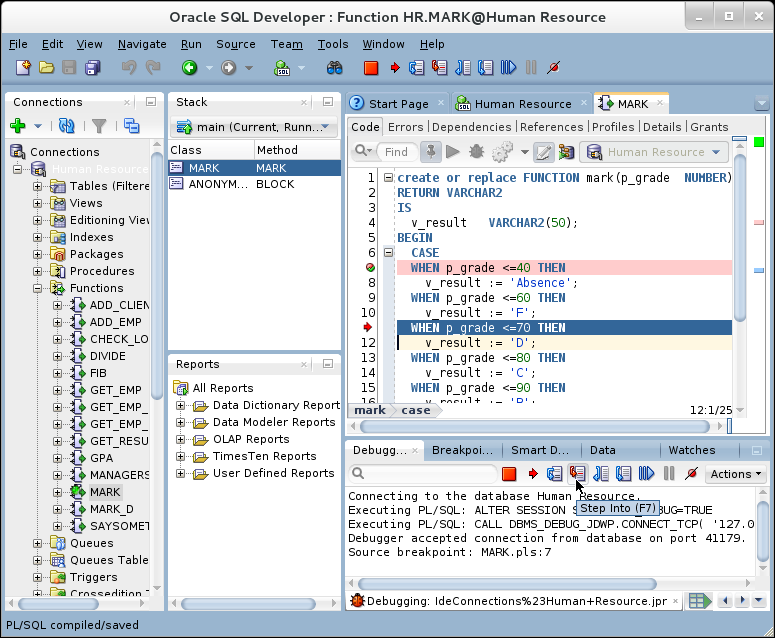 Oracle SQL Developer : Function HR.MARK@Human Resource
File Edit View Navigate Run Source Team Tools Window Help
Connections
Connections
Human Resource
Tables (Filtere
Views
Editioning Vie
Indexes
Packages
Procedures
Functions
ADD_CLIEN
ADD_EMP
CHECK_LO
DIVIDE
FIB
GET_EMP
GET_EMP_
GET_EMP_
GET_RESU
GPA
MANAGERS
MARK
MARK_D
SAYSOMET
Queues
Queues Table
Triggers
Crossedition
Stack
main (Current, Runn...
Class Method
MARK MARK
ANONYM... BLOCK
Reports
All Reports
Data Dictionary Report
Data Modeler Reports
OLAP Reports
TimesTen Reports
User Defined Reports
Start Page Human Resource MARK
Code Errors Dependencies References Profiles Details Grants
Find Human Resource
1 create or replace FUNCTION mark(p_grade NUMBER)
2 RETURN VARCHAR2
3 IS
4 v_result VARCHAR2(50);
5 BEGIN
6 CASE
WHEN p_grade <=40 THEN
8 v_result := 'Absence';
9 WHEN p_grade <=60 THEN
10 v_result := 'F';
WHEN p_grade <=70 THEN
12 v_result := 'D';
13 WHEN p_grade <=80 THEN
14 v_result := 'C';
15 WHEN p_grade <=90 THEN
16 v_result := 'B';
mark case 12:1/25
Debugg... Breakpoi... Smart D... Data Watches
Actions
Connecting to the database Human Resource.
Executing PL/SQL: ALTER SESSION S
BUG=TRUE
Step Into (F7)
Executing PL/SQL: CALL DBMS_DEBUG_JDWP.CONNECT_TCP( '127.0
Debugger accepted connection from database on port 41179.
Source breakpoint: MARK.pls:7
Debugging: IdeConnections%23Human+Resource.jpr
PL/SQL compiled/saved